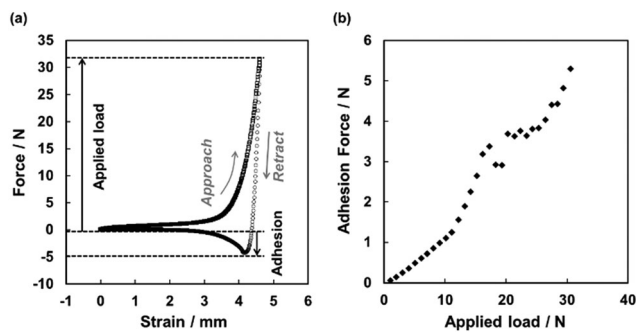 (a)
35
30
25
20
15
10
5
0
-5
-10
Force / N
Applied load
Approach
Retract
Adhesion
-1 0 1 2 3 4 5 6
Strain / mm
(b)
6
5
4
3
2
1
0
Adhesion Force / N
0 10 20 30 40
Applied load / N